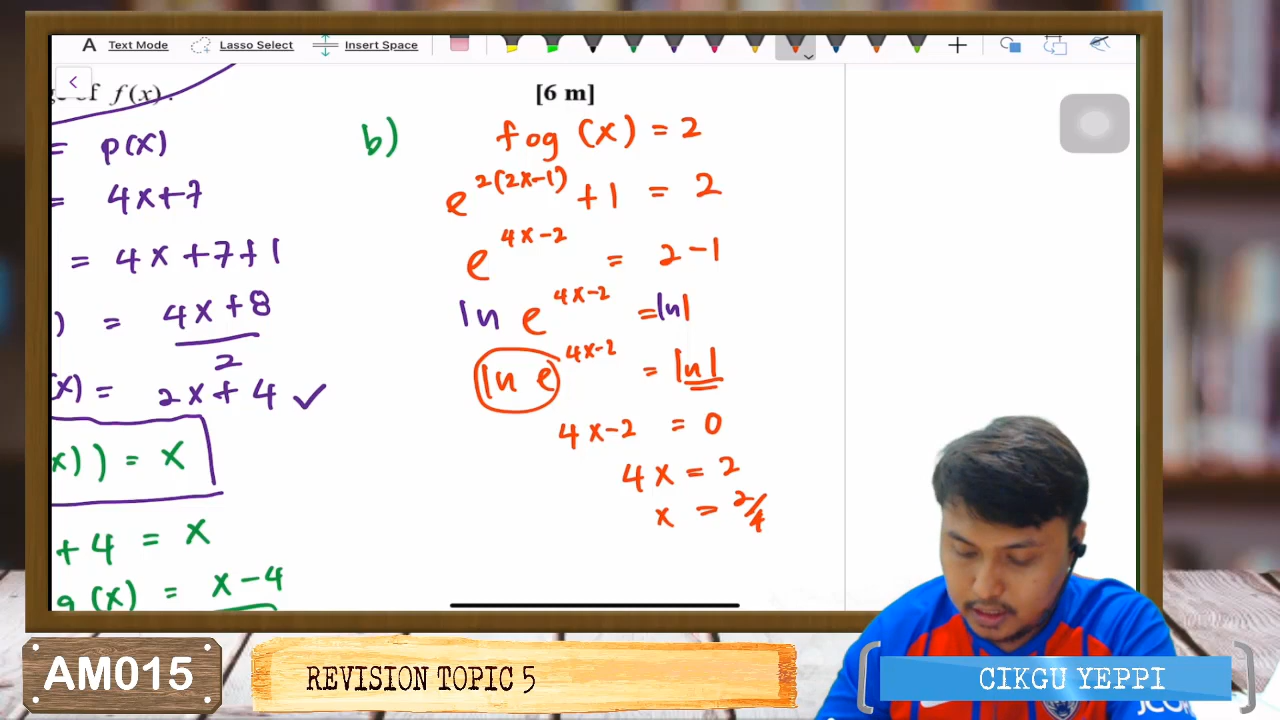 A Text Mode Lasso Select Insert Space
of f(x).
= p(x)
= 4x+7
= 4x+7+1
) = 4x+8
2
(x) = 2x+4 ✓
x)) = x
+4 = x
g(x) = x-4
[6 m]
b) fog (x) = 2
e^2(2x-1) + 1 = 2
e^4x-2 = 2-1
ln e^4x-2 = ln1
ln e^4x-2 = ln1
4x-2 = 0
4x = 2
x = 2/4
AM015
REVISION TOPIC 5
CIKGU YEPPI